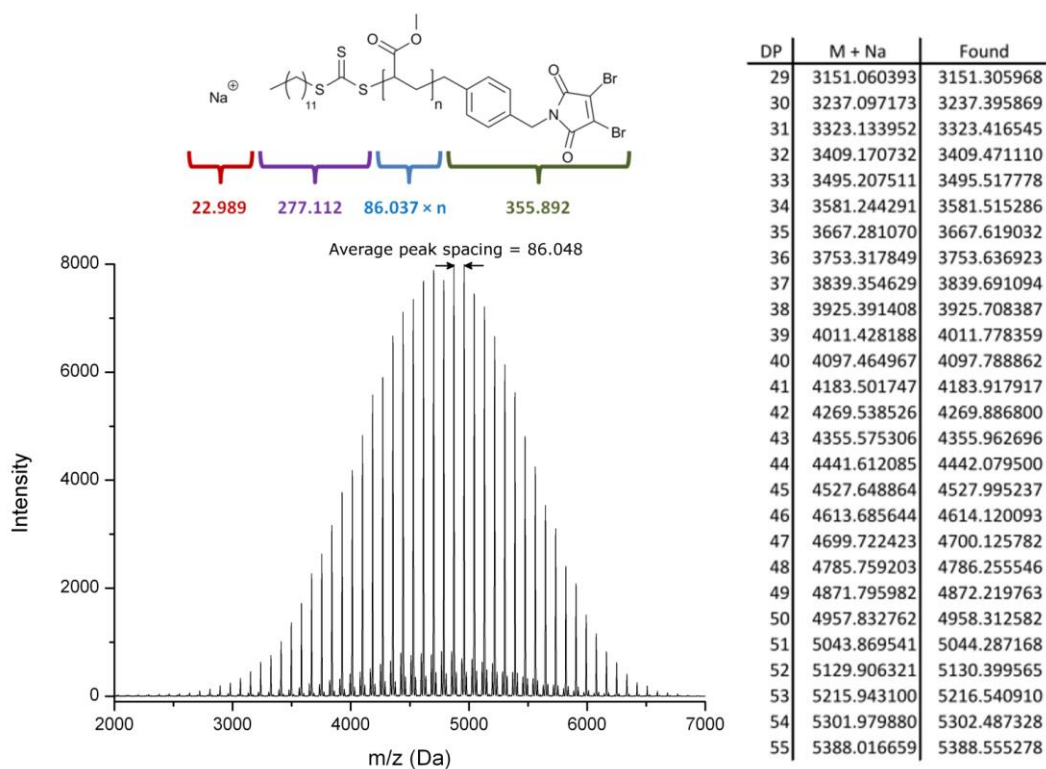 O
O
S
S
S
n
11
Na
⊕
N
O
O
Br
Br
22.989 277.112 86.037 × n 355.892
Average peak spacing = 86.048
Intensity
8000
6000
4000
2000
0
2000 3000 4000 5000 6000 7000
m/z (Da)
DP M + Na Found
29 3151.060393 3151.305968
30 3237.097173 3237.395869
31 3323.133952 3323.416545
32 3409.170732 3409.471110
33 3495.207511 3495.517778
34 3581.244291 3581.515286
35 3667.281070 3667.619032
36 3753.317849 3753.636923
37 3839.354629 3839.691094
38 3925.391408 3925.708387
39 4011.428188 4011.778359
40 4097.464967 4097.788862
41 4183.501747 4183.917917
42 4269.538526 4269.886800
43 4355.575306 4355.962696
44 4441.612085 4442.079500
45 4527.648864 4527.995237
46 4613.685644 4614.120093
47 4699.722423 4700.125782
48 4785.759203 4786.255546
49 4871.795982 4872.219763
50 4957.832762 4958.312582
51 5043.869541 5044.287168
52 5129.906321 5130.399565
53 5215.943100 5216.540910
54 5301.979880 5302.487328
55 5388.016659 5388.555278